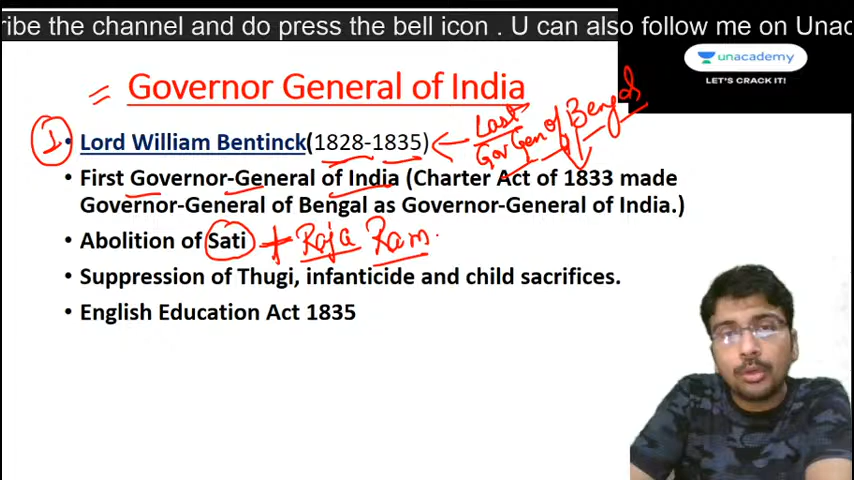 ribe the channel and do press the bell icon . U can also follow me on Unac
unacademy
LET'S CRACK IT!
= Governor General of India
1 • Lord William Bentinck(1828-1835) ← Last Gov Gen of Bengal
• First Governor-General of India (Charter Act of 1833 made
Governor-General of Bengal as Governor-General of India.)
• Abolition of Sati + Raja Ram
• Suppression of Thugi, infanticide and child sacrifices.
• English Education Act 1835